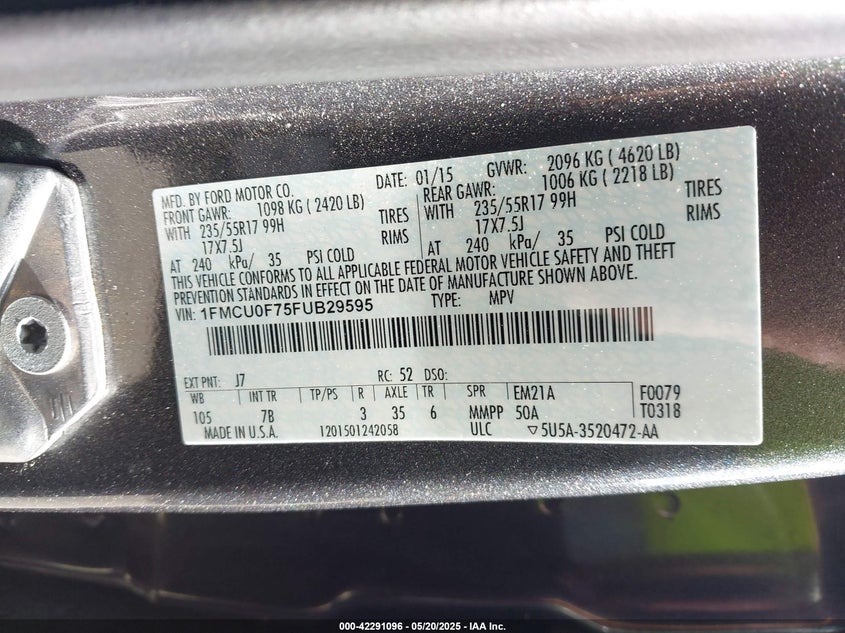 MFD. BY FORD MOTOR CO. DATE: 01/15 GVWR: 2096 KG ( 4620 LB)
FRONT GAWR: 1098 KG ( 2420 LB) REAR GAWR: 1006 KG ( 2218 LB)
WITH 235/55R17 99H TIRES WITH 235/55R17 99H TIRES
17X7.5J RIMS 17X7.5J RIMS
AT 240 kPa/ 35 PSI COLD AT 240 kPa/ 35 PSI COLD
THIS VEHICLE CONFORMS TO ALL APPLICABLE FEDERAL MOTOR VEHICLE SAFETY AND THEFT
PREVENTION STANDARDS IN EFFECT ON THE DATE OF MANUFACTURE SHOWN ABOVE.
VIN: 1FMCU0F75FUB29595 TYPE: MPV
EXT PNT: J7 RC: 52 DSO:
WB INT TR TP/PS R AXLE TR SPR EM21A F0079
105 7B 3 35 6 MMPP 50A T0318
MADE IN U.S.A. 1201501242058 ULC ▽5U5A-3520472-AA
000-42291096 - 05/20/2025 - IAA Inc.